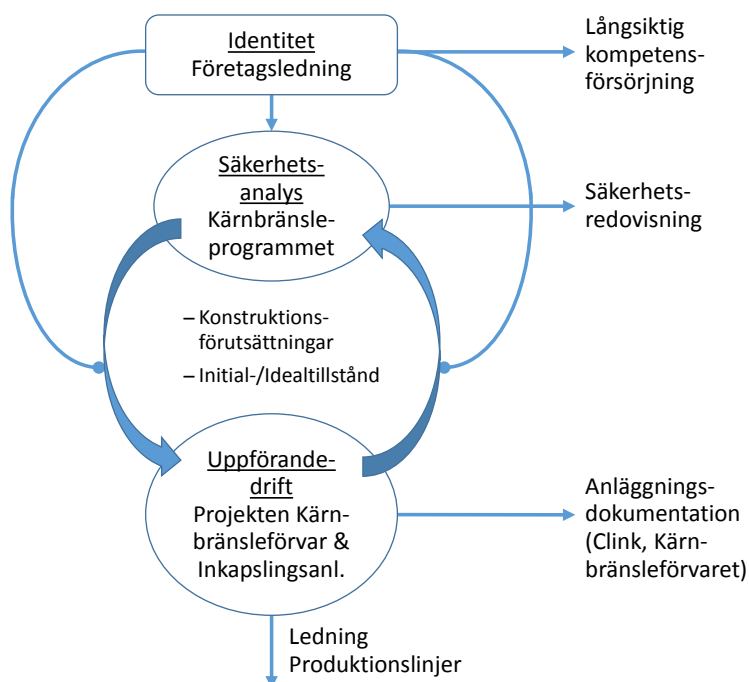 Identitet
Företagsledning
Långsiktig
kompetens-
försörjning
Säkerhets-
analys
Kärnbränsle-
programmet
Säkerhets-
redovisning
– Konstruktions-
förutsättningar
– Initial-/Idealtillstånd
Uppförande-
drift
Projekten Kärn-
bränsleförvar &
Inkapslingsanl.
Anläggnings-
dokumentation
(Clink, Kärn-
bränsleförvaret)
Ledning
Produktionslinjer